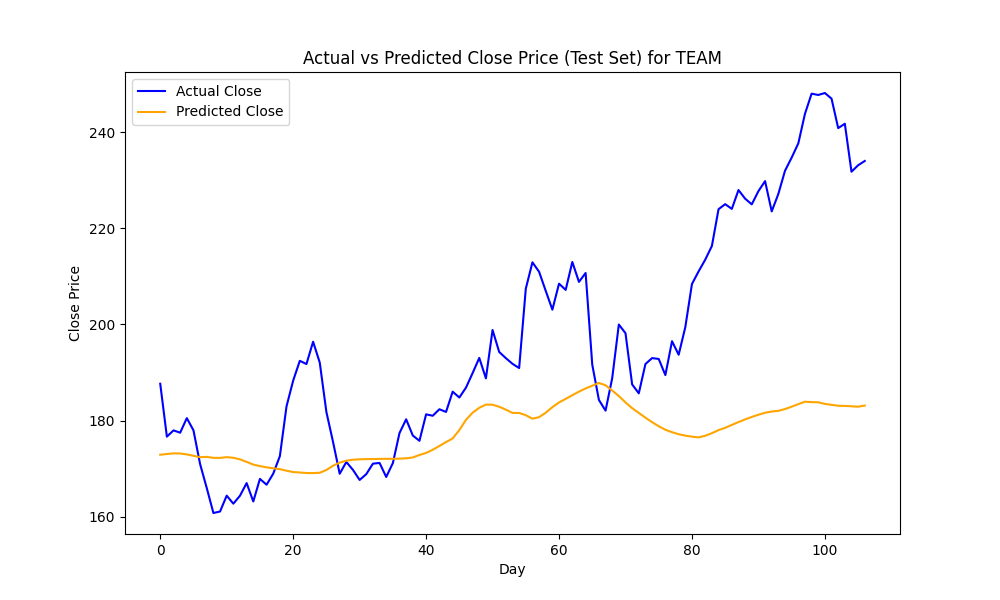 Actual vs Predicted Close Price (Test Set) for TEAM
Actual Close
Predicted Close
240
220
200
180
160
Close Price
0 20 40 60 80 100
Day